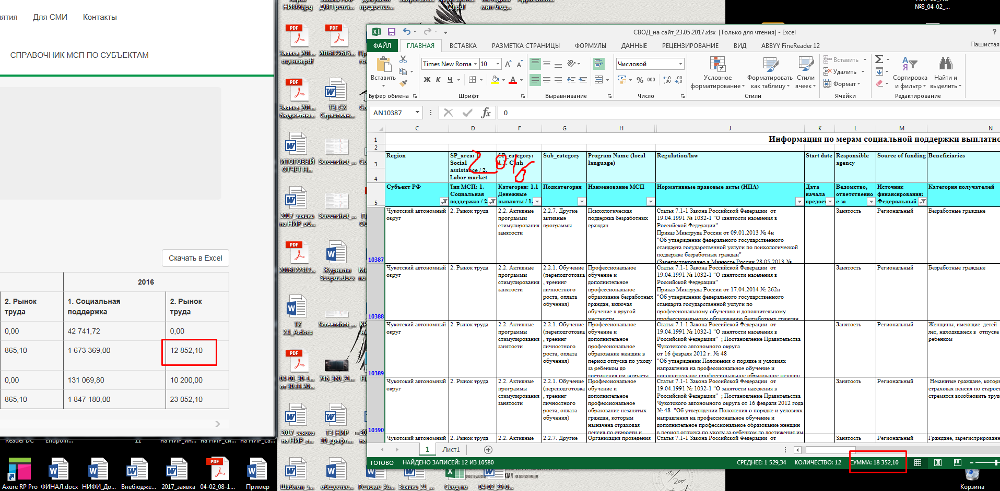 ятия Для СМИ Контакты
СПРАВОЧНИК МСП ПО СУБЪЕКТАМ
Скачать в Excel
2016
2. Рынок труда 1. Социальная поддержка 2. Рынок труда
0,00 42 741,72 0,00
865,10 1 673 369,00 12 852,10
0,00 131 069,80 10 200,00
865,10 1 847 180,00 23 052,10
НИФИ.jpg
ДФП pensi...
предостав...
(2).pdf
мин бюд...
№3_04-02_...
Заявка_201...
оценки.pdf
2016122615...
Заявка_201...
бюджетны...
ТЗ_СХ
Страхован...
ИТОГОВЫЙ
ОТЧЕТ Н...
Screenshot_...
2017_заявка
на НИР_об...
Screenshot_...
2016122312...
Журналы
Scopus.docx
TZ
2.1_A.docx
Screenshot_...
04-01_30-1...
от 30.11.20...
746_360_21...
2017_заявка
на НИР_а...
ТЗ_НИР
10_драфт...
Шаблон_з...
обществе...
Резюме_Ха...
Заявка_21_...
Свод по
04-02_29-0...
Reader DC
Endpoin...
11
на НИР_ин...
на НИР_си...
на НИР_са...
Axure RP Pro
ФИНАЛ.docx
НИФИ_До...
Внебюдже...
2017_заявка
04-02_08-1...
Пример
Корзина
СВОД_на сайт_23.05.2017.xlsx [Только для чтения] - Excel
ФАЙЛ ГЛАВНАЯ ВСТАВКА РАЗМЕТКА СТРАНИЦЫ ФОРМУЛЫ ДАННЫЕ РЕЦЕНЗИРОВАНИЕ ВИД ABBYY FineReader 12 Пашистая
Вставить
Times New Roma 10
Ж К Ч
Числовой
% 000
Условное форматирование
Форматировать как таблицу
Стили ячеек
Вставить
Удалить
Формат
Сортировка и фильтр
Найти и выделить
Буфер обмена Шрифт Выравнивание Число Стили Ячейки Редактирование
AN10387 fx 0
C D F G H J K L M N
1 Информация по мерам социальной поддержки выплатно
2
3
4
Region
SP_area: 1.
Social
assistance / 2.
Labor market
SP_category:
1.1. Cash
2016
Sub_category
Program Name (local
language)
Regulation/law
Start date
Responsible
agency
Source of funding
Beneficiaries
5
Субъект РФ
Тип МСП: 1.
Социальная
поддержка / 2.
Категория: 1.1
Денежные
выплаты / 1.
Подкатегория
Наименование МСП
Нормативные правовые акты (НПА)
Дата
начала
предост
Ведомство,
ответственно
е за
Источник
финансирования:
Федеральный
Категория получателей
10387
Чукотский автономный
округ
2. Рынок труда
2.2. Активные
программы
стимулирования
занятости
2.2.7. Другие
активные
программы
Психологическая
поддержка безработных
граждан
Статья 7.1-1 Закона Российской Федерации от
19.04.1991 № 1032-1 "О занятости населения в
Российской Федерации"
Приказ Минтруда России от 09.01.2013 № 4н
"Об утверждении федерального государственного
стандарта государственной услуги по психологической
поддержке безработных граждан"
(Зарегистрировано в Минюсте России 28.05.2013 №
Занятость
Региональный
Безработные граждане
10388
Чукотский автономный
округ
2. Рынок труда
2.2. Активные
программы
стимулирования
занятости
2.2.1. Обучение
(переподготовка
, тренинг
личностного
роста, оплата
обучения)
Профессиональное
обучение и
дополнительное
профессиональное
образование безработных
граждан, включая
обучение в другой
местности
Статья 7.1-1 Закона Российской Федерации от
19.04.1991 № 1032-1 "О занятости населения в
Российской Федерации"
Приказ Минтруда России от 17.04.2014 № 262н
"Об утверждении федерального государственного
стандарта государственной услуги по
профессиональному обучению и дополнительному
профессиональному образованию безработных граждан
Занятость
Региональный
Безработные граждане
10389
Чукотский автономный
округ
2. Рынок труда
2.2. Активные
программы
стимулирования
занятости
2.2.1. Обучение
(переподготовка
, тренинг
личностного
роста, оплата
обучения)
Профессиональное
обучение и
дополнительное
профессиональное
образование женщин в
период отпуска по уходу
за ребенком до
достижения им возраста
Статья 7.1-1 Закона Российской Федерации от
19.04.1991 № 1032-1 "О занятости населения в
Российской Федерации" ; Постановление Правительства
Чукотского автономного округа
от 16 февраля 2012 г. № 48
"Об утверждении Положения о порядке и условиях
направления на профессиональное обучение и
дополнительное профессиональное образование женщин
Занятость
Региональный
Женщины, имеющие детей
лет, находящиеся в отпуске
ребенком
10390
Чукотский автономный
округ
2. Рынок труда
2.2. Активные
программы
стимулирования
занятости
2.2.1. Обучение
(переподготовка
, тренинг
личностного
роста, оплата
обучения)
Профессиональное
обучение и
дополнительное
профессиональное
образование незанятых
граждан, которым
назначена страховая
пенсия по старости и
Статья 7.1-1 Закона Российской Федерации от
19.04.1991 № 1032-1 "О занятости населения в
Российской Федерации" ; Постановление Правительства
Чукотского автономного округа от 16 февраля 2012 года
№ 48 "Об утверждении Положения о порядке и условиях
направления на профессиональное обучение и
дополнительное профессиональное образование женщин
в период отпуска по уходу за ребенком до достижения им
Занятость
Региональный
Незанятые граждане, которы
страховая пенсия по старост
стремятся возобновить труд
Чукотский автономный 2. Рынок труда 2.2. Активные 2.2.7. Другие Организация проведения Статья 7.1-1 Закона Российской Федерации от Занятость Региональный Граждане, зарегистрированн
1 Лист1
ГОТОВО НАЙДЕНО ЗАПИСЕЙ: 12 ИЗ 10580 СРЕДНЕЕ: 1 529,34 КОЛИЧЕСТВО: 12 СУММА: 18 352,10